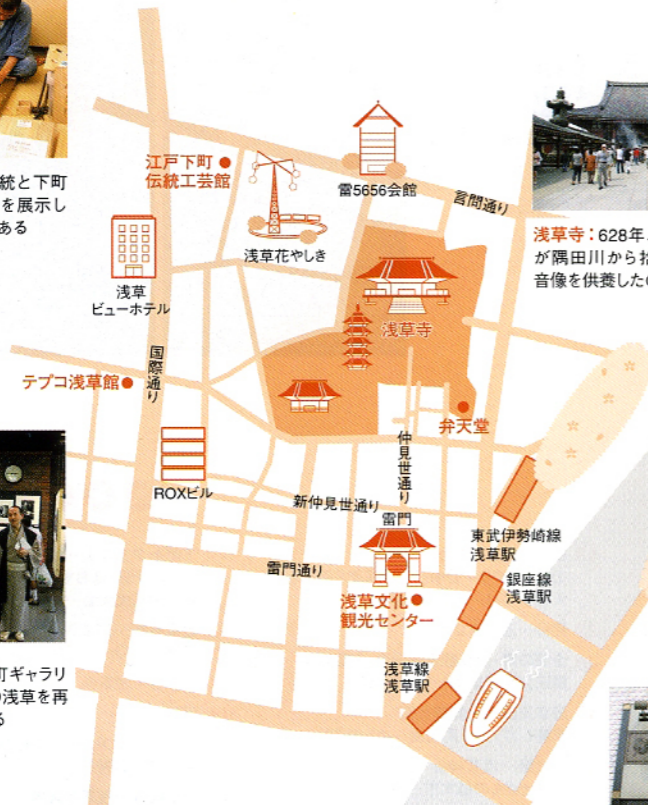 統と下町
を展示し
ある
江戸下町
伝統工芸館
雷5656会館
言問通り
浅草花やしき
浅草寺：628年、
が隅田川から拾
音像を供養した
浅草
ビューホテル
浅草寺
国際通り
テプコ浅草館
弁天堂
仲見世通り
ROXビル
新仲見世通り
雷門
東武伊勢崎線
浅草駅
雷門通り
銀座線
浅草駅
浅草文化
観光センター
浅草線
浅草駅
町ギャラリ
浅草を再
る